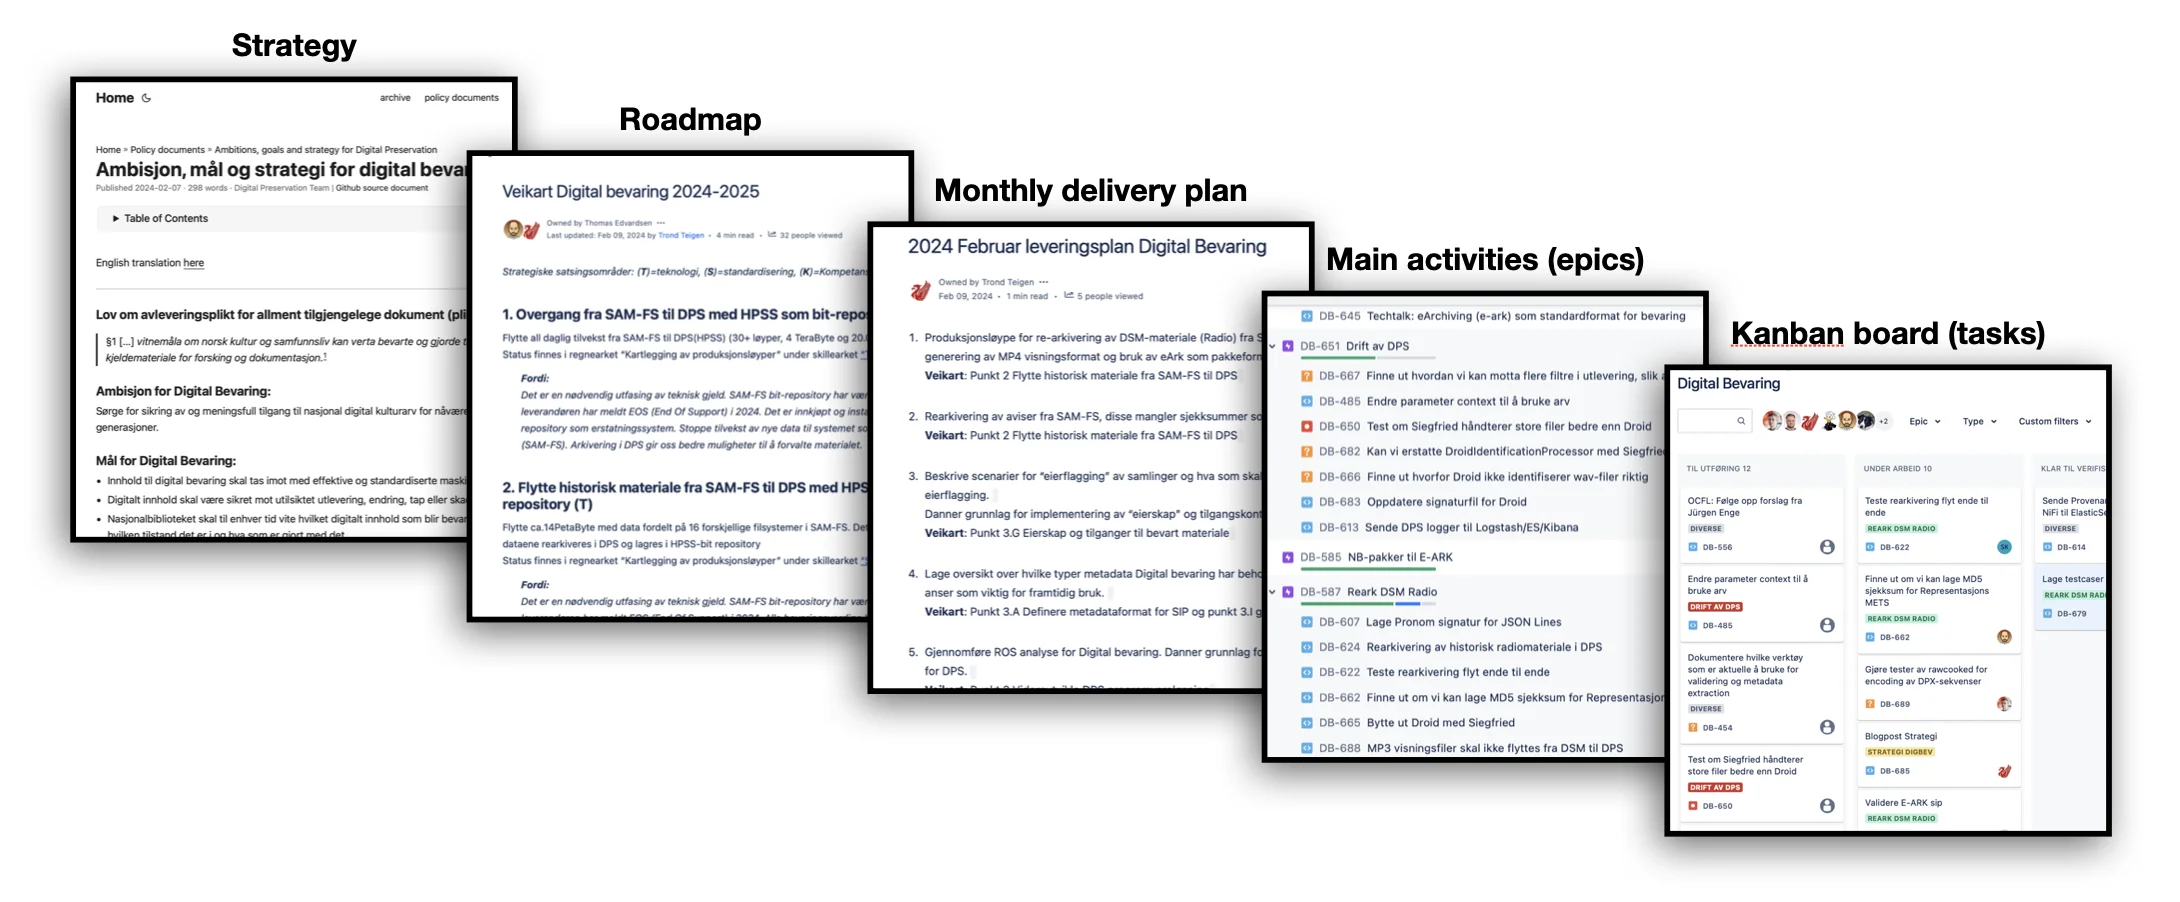 Strategy
Home
archive policy documents
Home » Policy documents » Ambitions, goals and strategy for Digital Preservation
Ambisjon, mål og strategi for digital beva
Published 2024-02-07 · 298 words · Digital Preservation Team | Github source document
Table of Contents
English translation here
Lov om avleveringsplikt for allment tilgjengelege dokument (pli
§1 [...] vitnemåla om norsk kultur og samfunnsliv kan verta bevarte og gjorde t
kjeldemateriale for forsking og dokumentasjon.1
Ambisjon for Digital Bevaring:
Sørge for sikring av og meningsfull tilgang til nasjonal digital kulturarv for nåvære
generasjoner.
Mål for Digital Bevaring:
Innhold til digital bevaring skal tas imot med effektive og standardiserte maski
Digitalt innhold skal være sikret mot utilsiktet utlevering, endring, tap eller ska
Nasjonalbiblioteket skal til enhver tid vite hvilket digitalt innhold som blir bevar
hvilken tilstand det er i og hva som er gjort med det.
Roadmap
Veikart Digital bevaring 2024-2025
Owned by Thomas Edvardsen •••
Last updated: Feb 09, 2024 by Trond Teigen • 4 min read • 32 people viewed
Strategiske satsingsområder: (T)=teknologi, (S)=standardisering, (K)=Kompetan
1. Overgang fra SAM-FS til DPS med HPSS som bit-repo
Flytte all daglig tilvekst fra SAM-FS til DPS(HPSS) (30+ løyper, 4 TeraByte og 20.
Status finnes i regnearket "Kartlegging av produksjonsløyper" under skillearket "
Fordi:
Det er en nødvendig utfasing av teknisk gjeld. SAM-FS bit-repository har vær
leverandøren har meldt EOS (End Of Support) i 2024. Det er innkjøpt og insta
repository som erstatningssystem. Stoppe tilvekst av nye data til systemet so
(SAM-FS). Arkivering i DPS gir oss bedre muligheter til å forvalte materialet.
2. Flytte historisk materiale fra SAM-FS til DPS med HPS
repository (T)
Flytte ca.14PetaByte med data fordelt på 16 forskjellige filsystemer i SAM-FS. Det
dataene rearkiveres i DPS og lagres i HPSS-bit repository
Status finnes i regnearket "Kartlegging av produksjonsløyper" under skillearket "
Fordi:
Det er en nødvendig utfasing av teknisk gjeld. SAM-FS bit-repository har vær
Monthly delivery plan
2024 Februar leveringsplan Digital Bevaring
Owned by Trond Teigen •••
Feb 09, 2024 • 1 min read • 5 people viewed
1. Produksjonsløype for re-arkivering av DSM-materiale (Radio) fra S
generering av MP4 visningsformat og bruk av eArk som pakkeform
Veikart: Punkt 2 Flytte historisk materiale fra SAM-FS til DPS
2. Rearkivering av aviser fra SAM-FS, disse mangler sjekksummer so
Veikart: Punkt 2 Flytte historisk materiale fra SAM-FS til DPS
3. Beskrive scenarier for "eierflagging" av samlinger og hva som skal
eierflagging.
Danner grunnlag for implementering av "eierskap" og tilgangskont
Veikart: Punkt 3.G Eierskap og tilganger til bevart materiale
4. Lage oversikt over hvilke typer metadata Digital bevaring har beho
anser som viktig for framtidig bruk.
Veikart: Punkt 3.A Definere metadataformat for SIP og punkt 3.I g
5. Gjennomføre ROS analyse for Digital bevaring. Danner grunnlag fo
for DPS.
Main activities (epics)
DB-645 Techtalk: eArchiving (e-ark) som standardformat for bevaring
DB-651 Drift av DPS
DB-667 Finne ut hvordan vi kan motta flere filtre i utlevering, slik a
DB-485 Endre parameter context til å bruke arv
DB-650 Test om Siegfried håndterer store filer bedre enn Droid
DB-682 Kan vi erstatte DroidIdentificationProcessor med Siegfrie
DB-666 Finne ut hvorfor Droid ikke identifiserer wav-filer riktig
DB-683 Oppdatere signaturfil for Droid
DB-613 Sende DPS logger til Logstash/ES/Kibana
DB-585 NB-pakker til E-ARK
DB-587 Reark DSM Radio
DB-607 Lage Pronom signatur for JSON Lines
DB-624 Rearkivering av historisk radiomateriale i DPS
DB-622 Teste rearkivering flyt ende til ende
DB-662 Finne ut om vi kan lage MD5 sjekksum for Representasjor
DB-665 Bytte ut Droid med Siegfried
DB-688 MP3 visningsfiler skal ikke flyttes fra DSM til DPS
Kanban board (tasks)
Digital Bevaring
+2 Epic Type Custom filters
TIL UTFØRING 12
OCFL: Følge opp forslag fra
Jürgen Enge
DIVERSE
DB-556
Endre parameter context til å
bruke arv
DRIFT AV DPS
DB-485
Dokumentere hvilke verktøy
som er aktuelle å bruke for
validering og metadata
extraction
DIVERSE
DB-454
Test om Siegfried håndterer
store filer bedre enn Droid
DRIFT AV DPS
DB-650
UNDER ARBEID 10
Teste rearkivering flyt ende til
ende
REARK DSM RADIO
DB-622
SK
Finne ut om vi kan lage MD5
sjekksum for Representasjons
METS
REARK DSM RADIO
DB-662
Gjøre tester av rawcooked for
encoding av DPX-sekvenser
DB-689
Blogpost Strategi
STRATEGI DIGBEV
DB-685
Validere E-ARK sip
REARK DSM RADIO
KLAR TIL VERIFIS
Sende Provena
NiFi til ElasticSe
DIVERSE
DB-614
Lage testcaser
REARK DSM RADI
DB-679